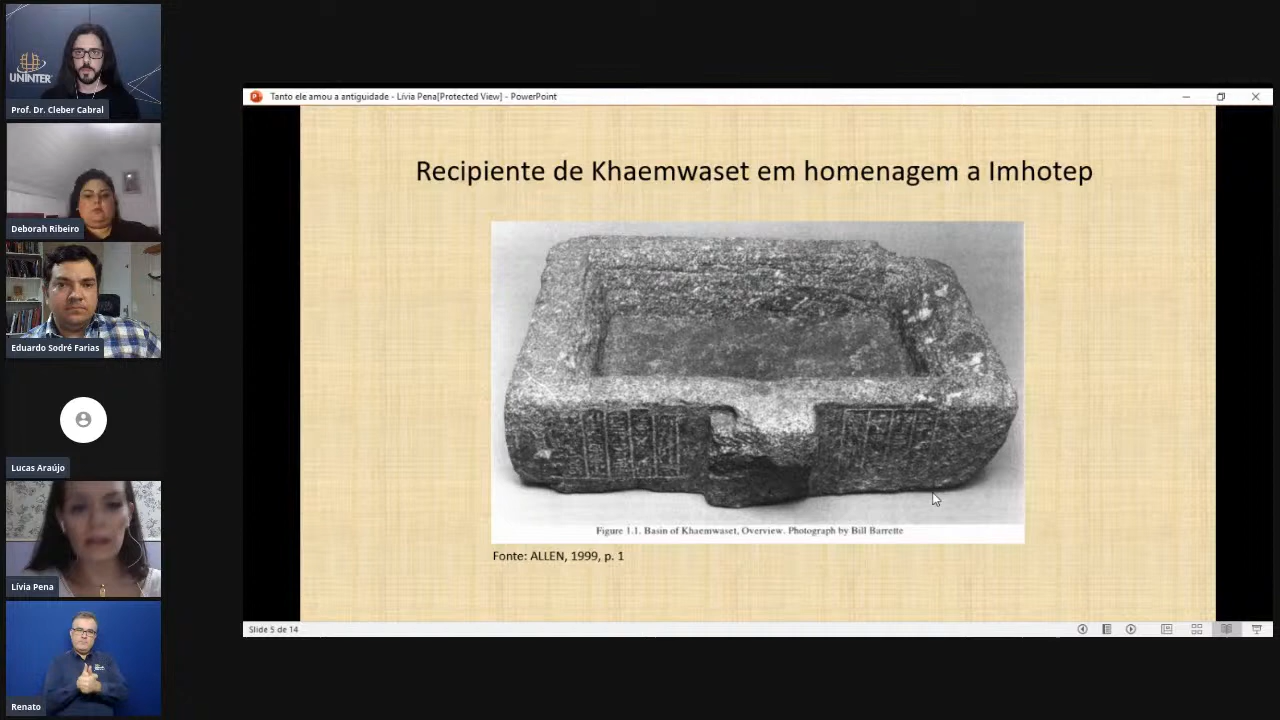 UNINTER
Prof. Dr. Cleber Cabral
Deborah Ribeiro
Eduardo Sodré Farias
Lucas Araújo
Lívia Pena
Renato
Tanto ele amou a antiguidade - Lívia Pena[Protected View] - PowerPoint
Recipiente de Khaemwaset em homenagem a Imhotep
Figure 1.1. Basin of Khaemwaset, Overview. Photograph by Bill Barrette
Fonte: ALLEN, 1999, p. 1
Slide 5 de 14